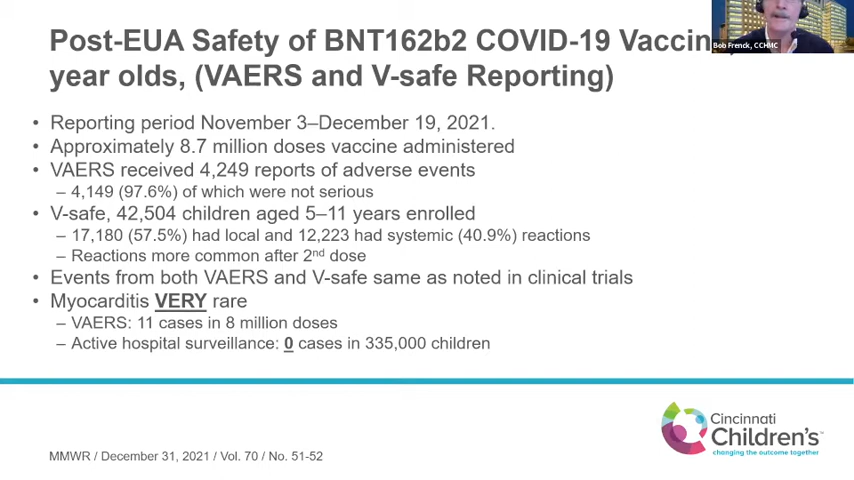 Post-EUA Safety of BNT162b2 COVID-19 Vaccin
year olds, (VAERS and V-safe Reporting)
Bob Frenck, CCHMC
• Reporting period November 3–December 19, 2021.
• Approximately 8.7 million doses vaccine administered
• VAERS received 4,249 reports of adverse events
– 4,149 (97.6%) of which were not serious
• V-safe, 42,504 children aged 5–11 years enrolled
– 17,180 (57.5%) had local and 12,223 had systemic (40.9%) reactions
– Reactions more common after 2nd dose
• Events from both VAERS and V-safe same as noted in clinical trials
• Myocarditis VERY rare
– VAERS: 11 cases in 8 million doses
– Active hospital surveillance: 0 cases in 335,000 children
Cincinnati
Children's™
changing the outcome together
MMWR / December 31, 2021 / Vol. 70 / No. 51-52